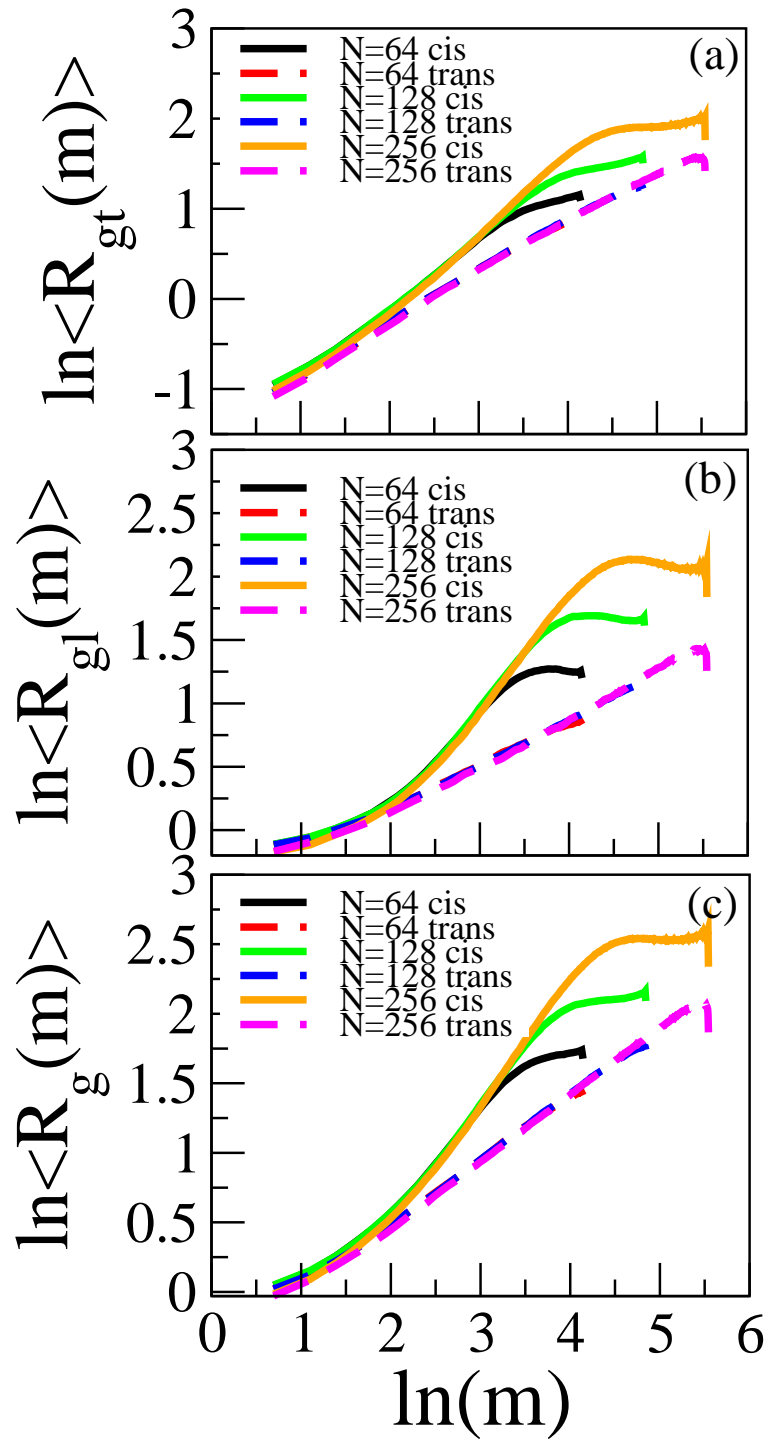 3
2
1
0
-1
ln<R_gt(m)>
(a)
N=64 cis
N=64 trans
N=128 cis
N=128 trans
N=256 cis
N=256 trans
3
2.5
2
1.5
1
0.5
0
ln<R_gl(m)>
(b)
N=64 cis
N=64 trans
N=128 cis
N=128 trans
N=256 cis
N=256 trans
3
2.5
2
1.5
1
0.5
0
ln<R_g(m)>
(c)
N=64 cis
N=64 trans
N=128 cis
N=128 trans
N=256 cis
N=256 trans
0 1 2 3 4 5 6
ln(m)